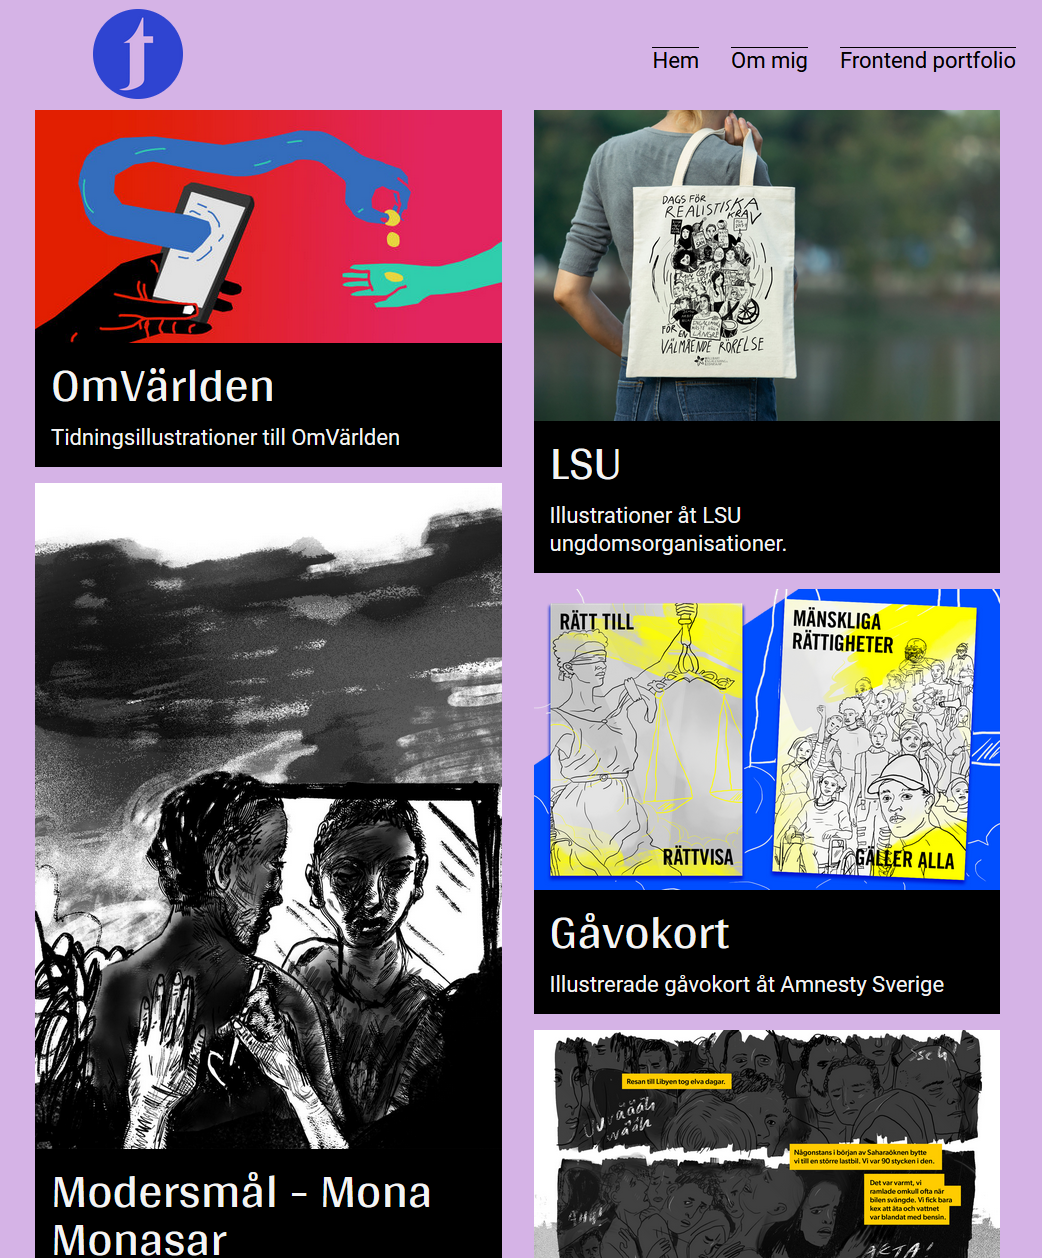 t
Hem
Om mig
Frontend portfolio
OmVärlden
Tidningsillustrationer till OmVärlden
DAGS FÖR
REALISTISKA
KRAV
FÖR EN
VÄLMÅENDE RÖRELSE
LSU
Illustrationer åt LSU
ungdomsorganisationer.
RÄTT TILL
RÄTTVISA
MÄNSKLIGA
RÄTTIGHETER
GÄLLER ALLA
Gåvokort
Illustrerade gåvokort åt Amnesty Sverige
Modersmål - Mona
Monasar
Resan till Libyen tog elva dagar.
Någonstans i början av Saharaöknen bytte
vi till en större lastbil. Vi var 90 stycken i den.
Det var varmt, vi
ramlade omkull ofta när
bilen svängde. Vi fick bara
kex att äta och vattnet
var blandat med bensin.